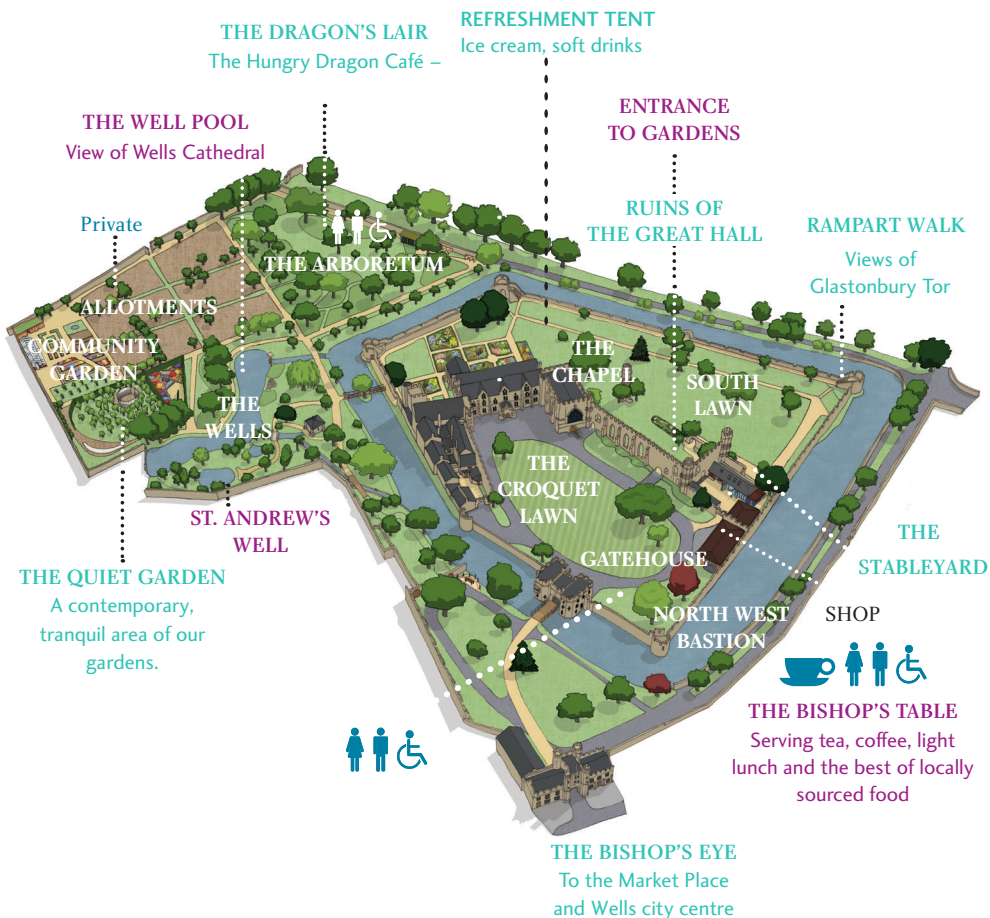 THE DRAGON'S LAIR
The Hungry Dragon Café –
REFRESHMENT TENT
Ice cream, soft drinks
THE WELL POOL
View of Wells Cathedral
ENTRANCE
TO GARDENS
Private
RUINS OF
THE GREAT HALL
RAMPART WALK
Views of
Glastonbury Tor
THE ARBORETUM
ALLOTMENTS
COMMUNITY
GARDEN
THE
WELLS
THE
CHAPEL
SOUTH
LAWN
THE
CROQUET
LAWN
ST. ANDREW'S
WELL
GATEHOUSE
THE
STABLEYARD
THE QUIET GARDEN
A contemporary,
tranquil area of our
gardens.
NORTH WEST
BASTION
SHOP
THE BISHOP'S TABLE
Serving tea, coffee, light
lunch and the best of locally
sourced food
THE BISHOP'S EYE
To the Market Place
and Wells city centre